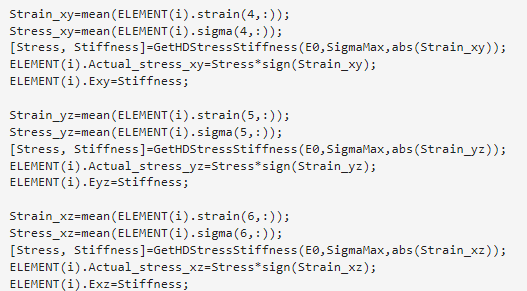 Strain_xy=mean(ELEMENT(i).strain(4,:));
Stress_xy=mean(ELEMENT(i).sigma(4,:));
[Stress, Stiffness]=GetHDStressStiffness(E0,SigmaMax,abs(Strain_xy));
ELEMENT(i).Actual_stress_xy=Stress*sign(Strain_xy);
ELEMENT(i).Exy=Stiffness;

Strain_yz=mean(ELEMENT(i).strain(5,:));
Stress_yz=mean(ELEMENT(i).sigma(5,:));
[Stress, Stiffness]=GetHDStressStiffness(E0,SigmaMax,abs(Strain_yz));
ELEMENT(i).Actual_stress_yz=Stress*sign(Strain_yz);
ELEMENT(i).Eyz=Stiffness;

Strain_xz=mean(ELEMENT(i).strain(6,:));
Stress_xz=mean(ELEMENT(i).sigma(6,:));
[Stress, Stiffness]=GetHDStressStiffness(E0,SigmaMax,abs(Strain_xz));
ELEMENT(i).Actual_stress_xz=Stress*sign(Strain_xz);
ELEMENT(i).Exz=Stiffness;